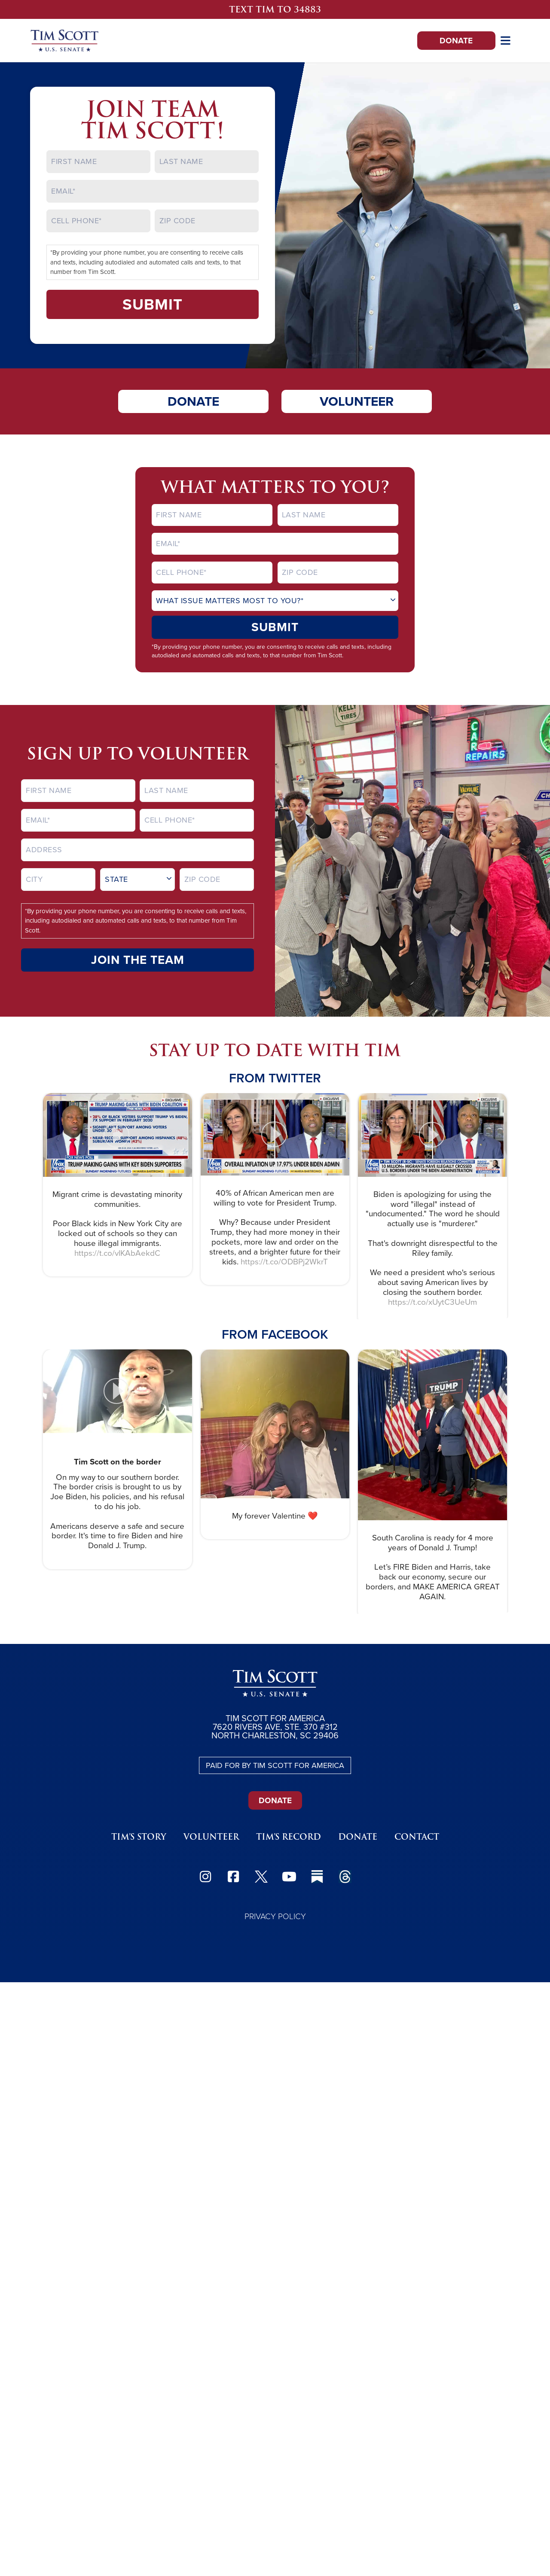 TEXT TIM TO 34883
TIM SCOTT
U.S. SENATE
DONATE
JOIN TEAM
TIM SCOTT!
FIRST NAME
LAST NAME
EMAIL*
CELL PHONE*
ZIP CODE
*By providing your phone number, you are consenting to receive calls
and texts, including autodialed and automated calls and texts, to that
number from Tim Scott.
SUBMIT
DONATE
VOLUNTEER
WHAT MATTERS TO YOU?
FIRST NAME
LAST NAME
EMAIL*
CELL PHONE*
ZIP CODE
WHAT ISSUE MATTERS MOST TO YOU?*
SUBMIT
*By providing your phone number, you are consenting to receive calls and texts, including
autodialed and automated calls and texts, to that number from Tim Scott.
SIGN UP TO VOLUNTEER
FIRST NAME
LAST NAME
EMAIL*
CELL PHONE*
ADDRESS
CITY
STATE
ZIP CODE
*By providing your phone number, you are consenting to receive calls and texts,
including autodialed and automated calls and texts, to that number from Tim
Scott.
JOIN THE TEAM
KELLY
TIRES
CAR
REPAIRS
VALVOLINE
STAY UP TO DATE WITH TIM
FROM TWITTER
EXCLUSIVE
TRUMP MAKING GAINS WITH BIDEN COALITION
TRUMP MAKING GAINS WITH KEY BIDEN SUPPORTERS
Migrant crime is devastating minority
communities.
Poor Black kids in New York City are
locked out of schools so they can
house illegal immigrants.
https://t.co/vIKAbAekdC
EXCLUSIVE
OVERALL INFLATION UP 17.97% UNDER BIDEN ADMIN
40% of African American men are
willing to vote for President Trump.
Why? Because under President
Trump, they had more money in their
pockets, more law and order on the
streets, and a brighter future for their
kids. https://t.co/ODBPj2WkrT
EXCLUSIVE
Biden is apologizing for using the
word "illegal" instead of
"undocumented." The word he should
actually use is "murderer."
That's downright disrespectful to the
Riley family.
We need a president who's serious
about saving American lives by
closing the southern border.
https://t.co/xUytC3UeUm
FROM FACEBOOK
Tim Scott on the border
On my way to our southern border.
The border crisis is brought to us by
Joe Biden, his policies, and his refusal
to do his job.
Americans deserve a safe and secure
border. It's time to fire Biden and hire
Donald J. Trump.
My forever Valentine ❤️
TRUMP
South Carolina is ready for 4 more
years of Donald J. Trump!
Let's FIRE Biden and Harris, take
back our economy, secure our
borders, and MAKE AMERICA GREAT
AGAIN.
TIM SCOTT
U.S. SENATE
TIM SCOTT FOR AMERICA
7620 RIVERS AVE, STE. 370 #312
NORTH CHARLESTON, SC 29406
PAID FOR BY TIM SCOTT FOR AMERICA
DONATE
TIM'S STORY
VOLUNTEER
TIM'S RECORD
DONATE
CONTACT
PRIVACY POLICY